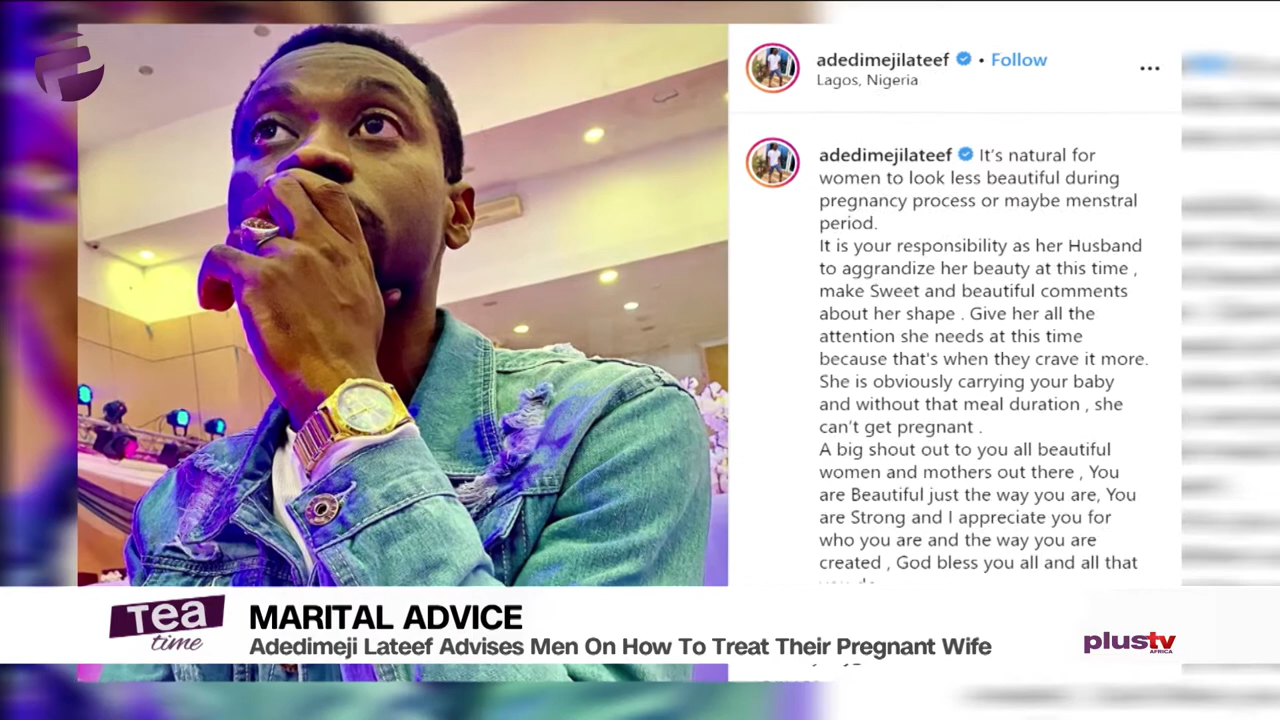 adedimejilateef • Follow
Lagos, Nigeria
...
adedimejilateef It's natural for
women to look less beautiful during
pregnancy process or maybe menstral
period.
It is your responsibility as her Husband
to aggrandize her beauty at this time ,
make Sweet and beautiful comments
about her shape . Give her all the
attention she needs at this time
because that's when they crave it more.
She is obviously carrying your baby
and without that meal duration , she
can't get pregnant .
A big shout out to you all beautiful
women and mothers out there , You
are Beautiful just the way you are, You
are Strong and I appreciate you for
who you are and the way you are
created , God bless you all and all that
Tea
time
MARITAL ADVICE
Adedimeji Lateef Advises Men On How To Treat Their Pregnant Wife
plustv
AFRICA